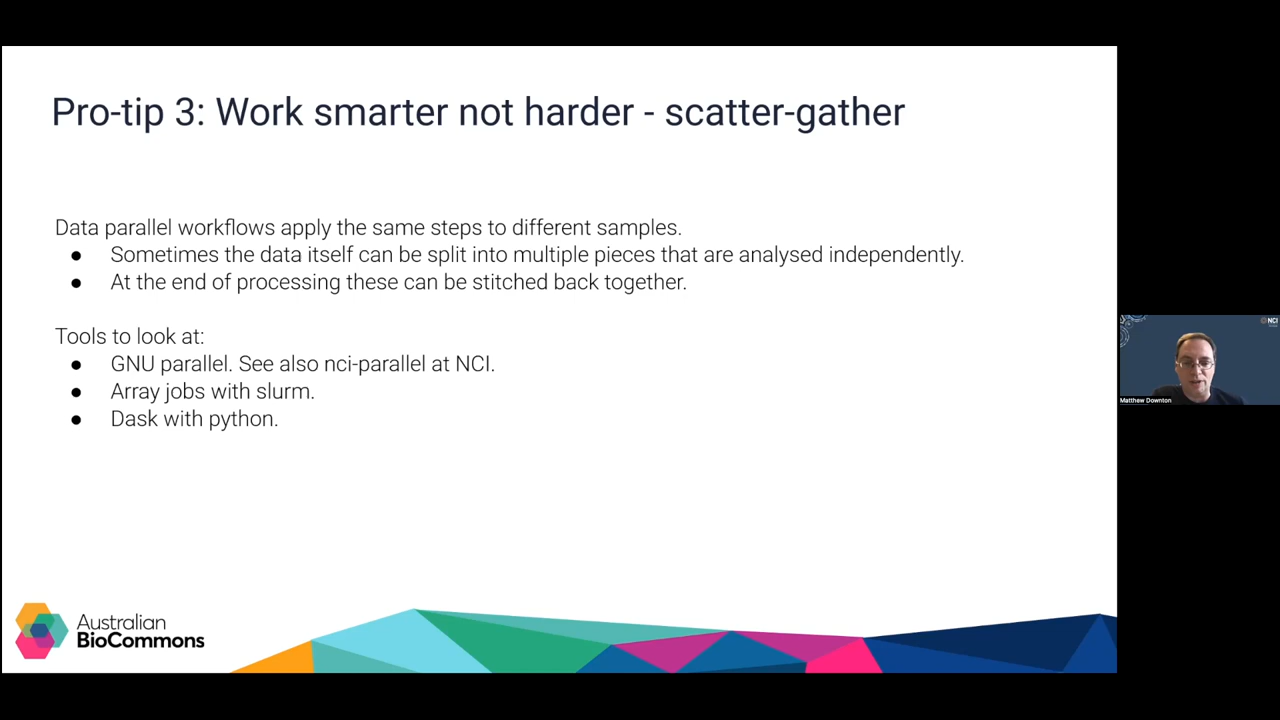 Pro-tip 3: Work smarter not harder - scatter-gather
Data parallel workflows apply the same steps to different samples.
● Sometimes the data itself can be split into multiple pieces that are analysed independently.
● At the end of processing these can be stitched back together.
Tools to look at:
● GNU parallel. See also nci-parallel at NCI.
● Array jobs with slurm.
● Dask with python.
NCI
Matthew Downton
Australian
BioCommons